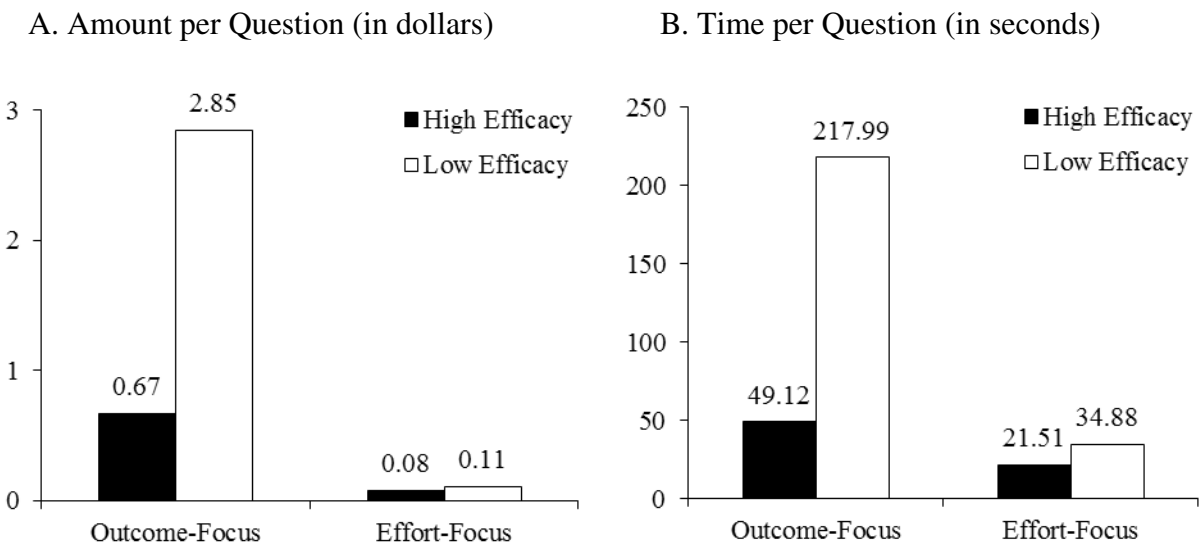 A. Amount per Question (in dollars)
3
2
1
0
2.85
0.67
0.08
0.11
High Efficacy
Low Efficacy
Outcome-Focus
Effort-Focus
B. Time per Question (in seconds)
250
200
150
100
50
0
217.99
49.12
21.51
34.88
High Efficacy
Low Efficacy
Outcome-Focus
Effort-Focus